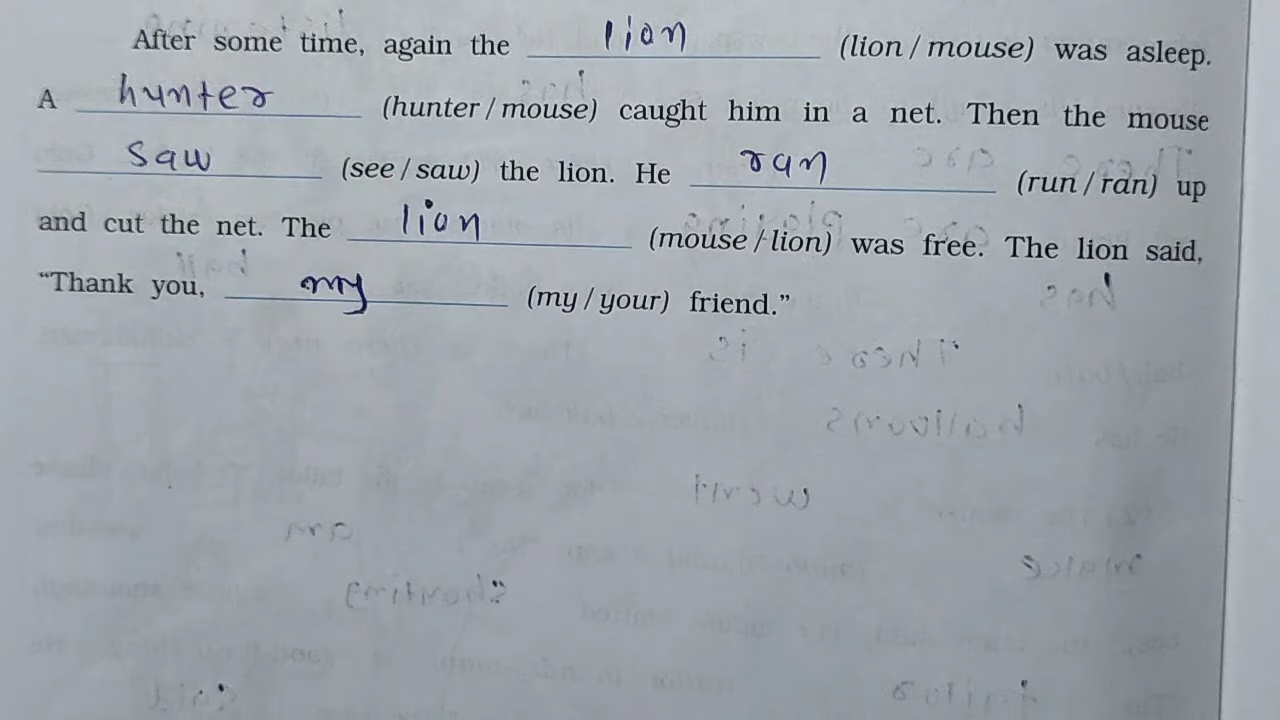 After some time, again the lion (lion / mouse) was asleep.
A hunter (hunter / mouse) caught him in a net. Then the mouse
saw (see / saw) the lion. He ran (run / ran) up
and cut the net. The lion (mouse / lion) was free. The lion said,
“Thank you, my (my / your) friend.”